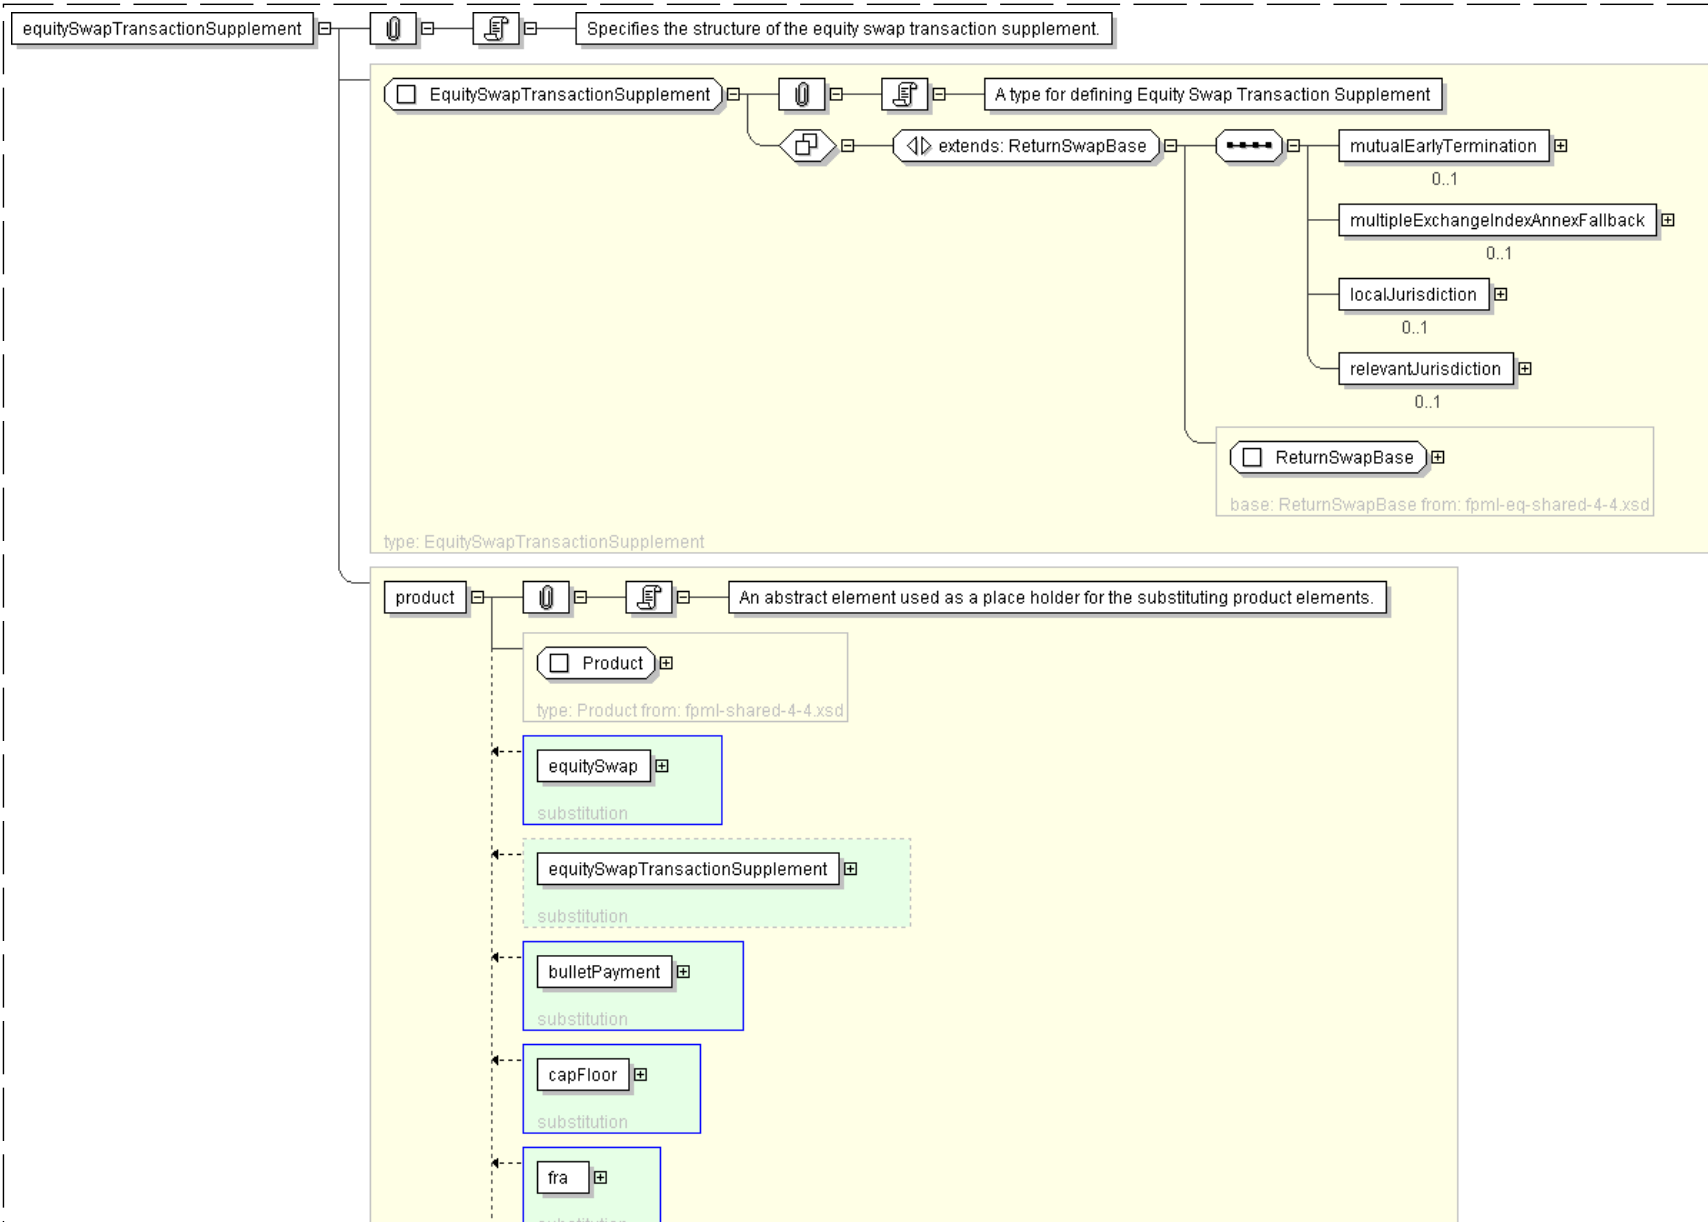 equitySwapTransactionSupplement
Specifies the structure of the equity swap transaction supplement.
EquitySwapTransactionSupplement
A type for defining Equity Swap Transaction Supplement
extends: ReturnSwapBase
mutualEarlyTermination
0..1
multipleExchangeIndexAnnexFallback
0..1
localJurisdiction
0..1
relevantJurisdiction
0..1
ReturnSwapBase
base: ReturnSwapBase from: fpml-eq-shared-4-4.xsd
type: EquitySwapTransactionSupplement
product
An abstract element used as a place holder for the substituting product elements.
Product
type: Product from: fpml-shared-4-4.xsd
equitySwap
substitution
equitySwapTransactionSupplement
substitution
bulletPayment
substitution
capFloor
substitution
fra
substitution